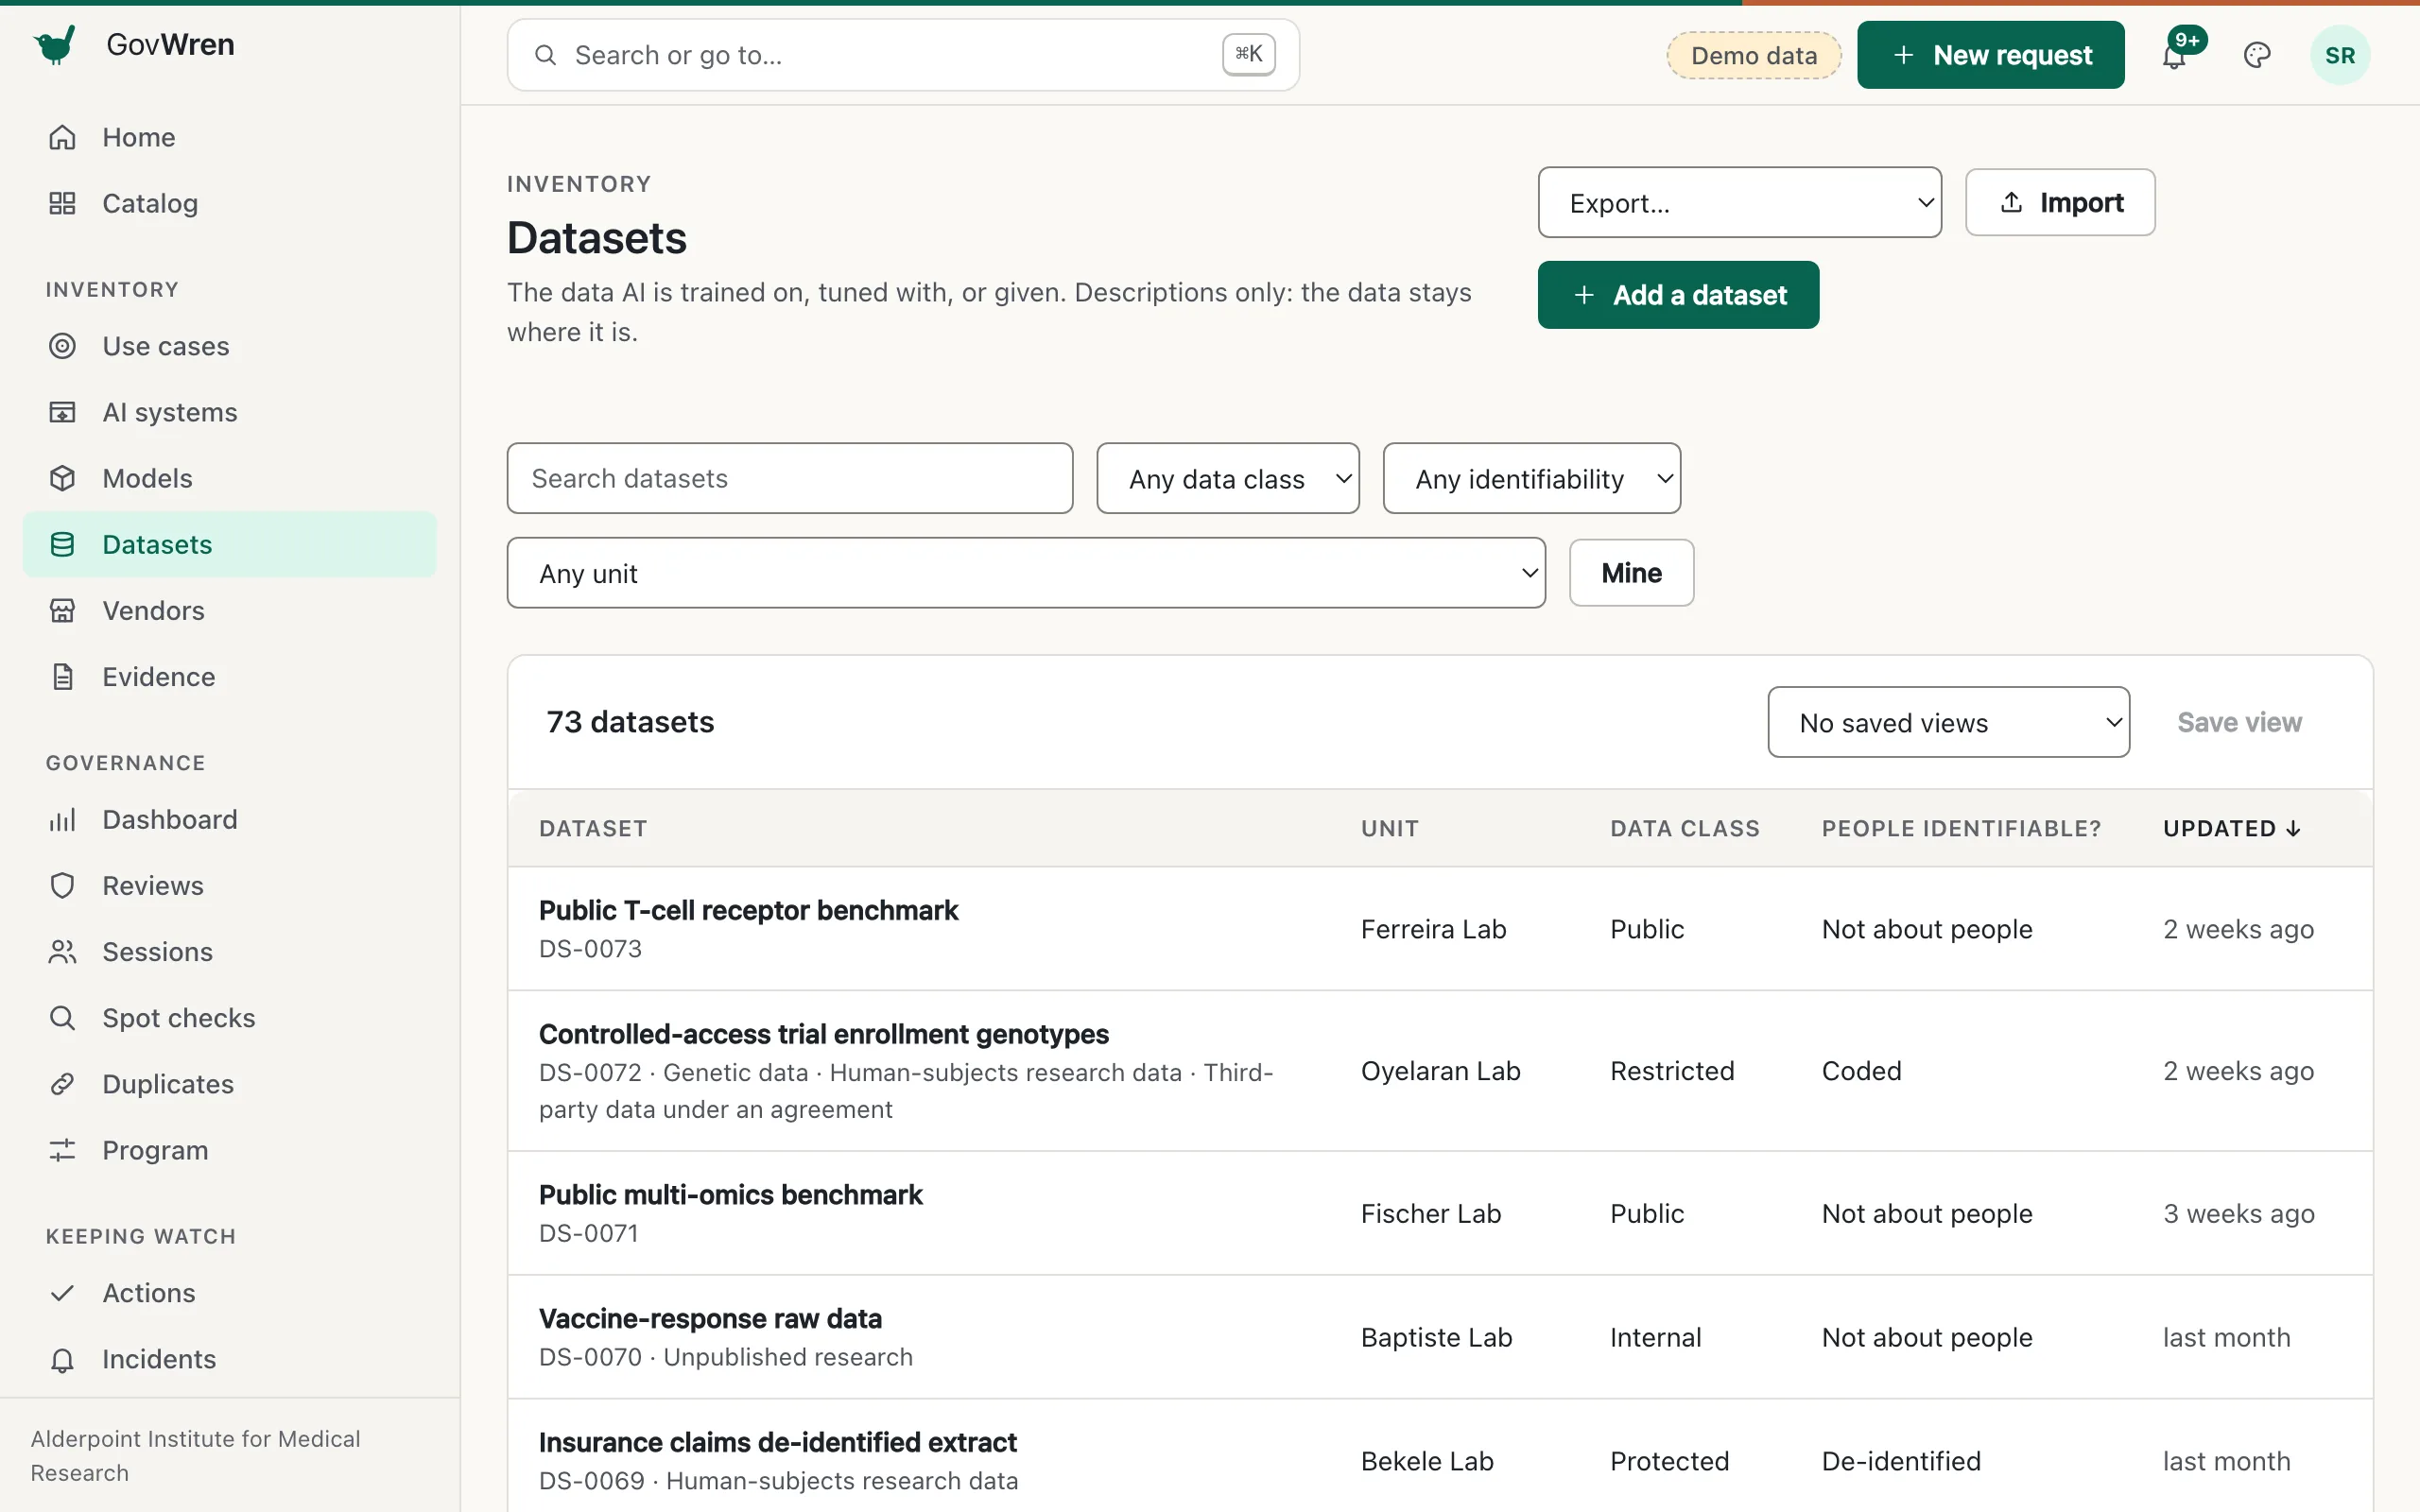 GovWren
Search or go to...
⌘K
Demo data
New request
9+
SR
Home
Catalog
INVENTORY
Use cases
AI systems
Models
Datasets
Vendors
Evidence
GOVERNANCE
Dashboard
Reviews
Sessions
Spot checks
Duplicates
Program
KEEPING WATCH
Actions
Incidents
Alderpoint Institute for Medical
Research
INVENTORY
Datasets
The data AI is trained on, tuned with, or given. Descriptions only: the data stays
where it is.
Export...
Import
Add a dataset
Search datasets
Any data class
Any identifiability
Any unit
Mine
73 datasets
No saved views
Save view
DATASET UNIT DATA CLASS PEOPLE IDENTIFIABLE? UPDATED ↓
Public T-cell receptor benchmark
DS-0073
Ferreira Lab Public Not about people 2 weeks ago
Controlled-access trial enrollment genotypes
DS-0072 · Genetic data · Human-subjects research data · Third-
party data under an agreement
Oyelaran Lab Restricted Coded 2 weeks ago
Public multi-omics benchmark
DS-0071
Fischer Lab Public Not about people 3 weeks ago
Vaccine-response raw data
DS-0070 · Unpublished research
Baptiste Lab Internal Not about people last month
Insurance claims de-identified extract
DS-0069 · Human-subjects research data
Bekele Lab Protected De-identified last month